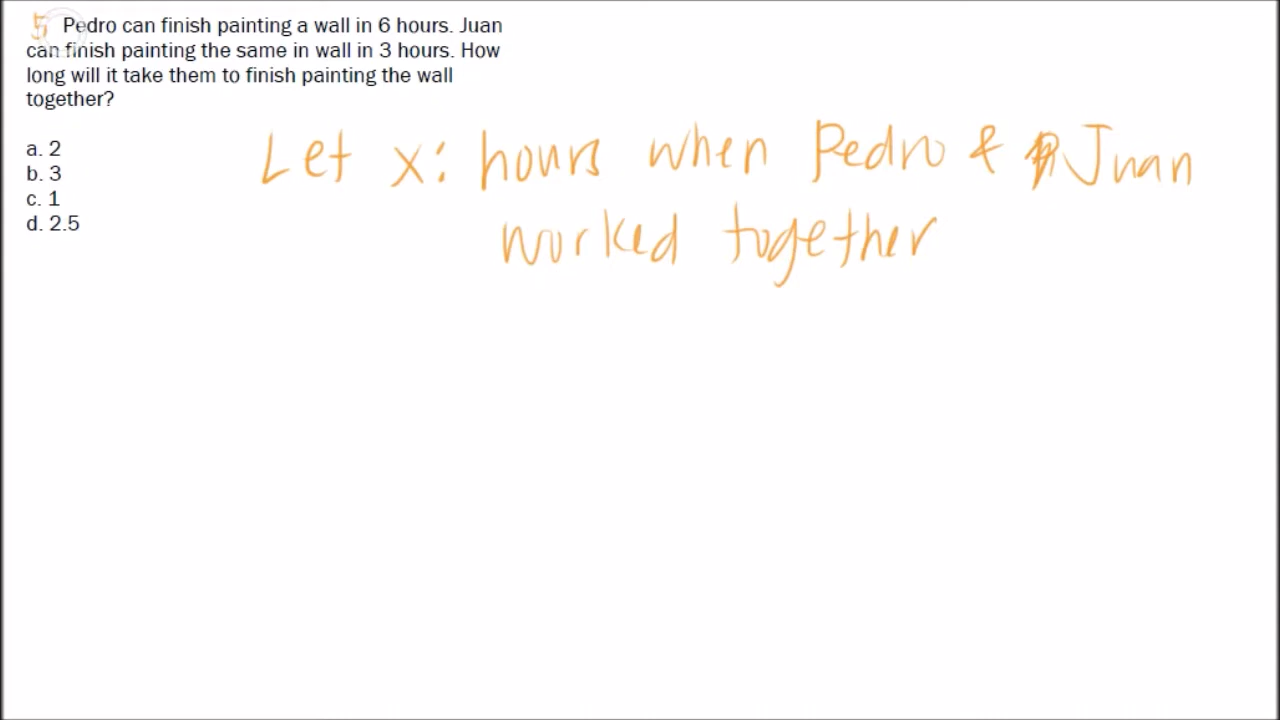 5 Pedro can finish painting a wall in 6 hours. Juan
can finish painting the same in wall in 3 hours. How
long will it take them to finish painting the wall
together?
a. 2
b. 3
c. 1
d. 2.5
Let x: hours when Pedro & Juan
worked together